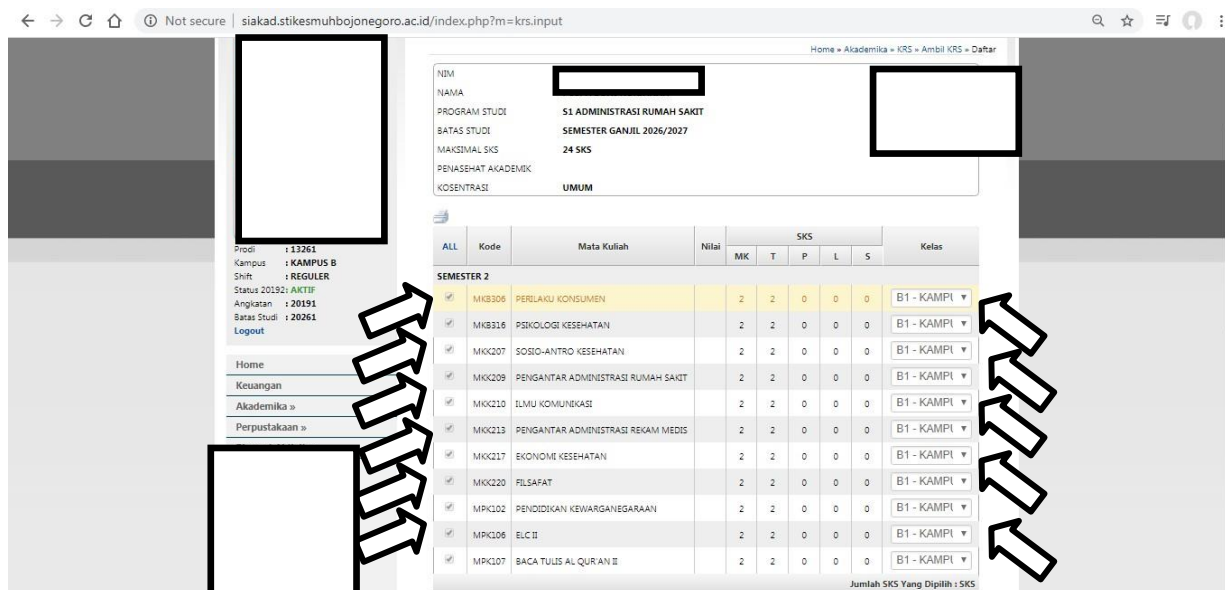 Not secure | siakad.stikesmuhbojonegoro.ac.id/index.php?m=krs.input
Home » Akademika » KRS » Ambil KRS » Daftar
NIM
NAMA
PROGRAM STUDI S1 ADMINISTRASI RUMAH SAKIT
BATAS STUDI SEMESTER GANJIL 2026/2027
MAKSIMAL SKS 24 SKS
PENASEHAT AKADEMIK
KOSENTRASI UMUM
Prodi : 13261
Kampus : KAMPUS B
Shift : REGULER
Status 20192: AKTIF
Angkatan : 20191
Batas Studi : 20261
Logout
Home
Keuangan
Akademika »
Perpustakaan »
ALL Kode Mata Kuliah Nilai SKS Kelas
MK T P L S
SEMESTER 2
MKB306 PERILAKU KONSUMEN 2 2 0 0 0 B1 - KAMPU
MKB316 PSIKOLOGI KESEHATAN 2 2 0 0 0 B1 - KAMPU
MKK207 SOSIO-ANTRO KESEHATAN 2 2 0 0 0 B1 - KAMPU
MKK209 PENGANTAR ADMINISTRASI RUMAH SAKIT 2 2 0 0 0 B1 - KAMPU
MKK210 ILMU KOMUNIKASI 2 2 0 0 0 B1 - KAMPU
MKK213 PENGANTAR ADMINISTRASI REKAM MEDIS 2 2 0 0 0 B1 - KAMPU
MKK217 EKONOMI KESEHATAN 2 2 0 0 0 B1 - KAMPU
MKK220 FILSAFAT 2 2 0 0 0 B1 - KAMPU
MPK102 PENDIDIKAN KEWARGANEGARAAN 2 2 0 0 0 B1 - KAMPU
MPK106 ELC II 2 2 0 0 0 B1 - KAMPU
MPK107 BACA TULIS AL QUR'AN II 2 2 0 0 0 B1 - KAMPU
Jumlah SKS Yang Dipilih : SKS